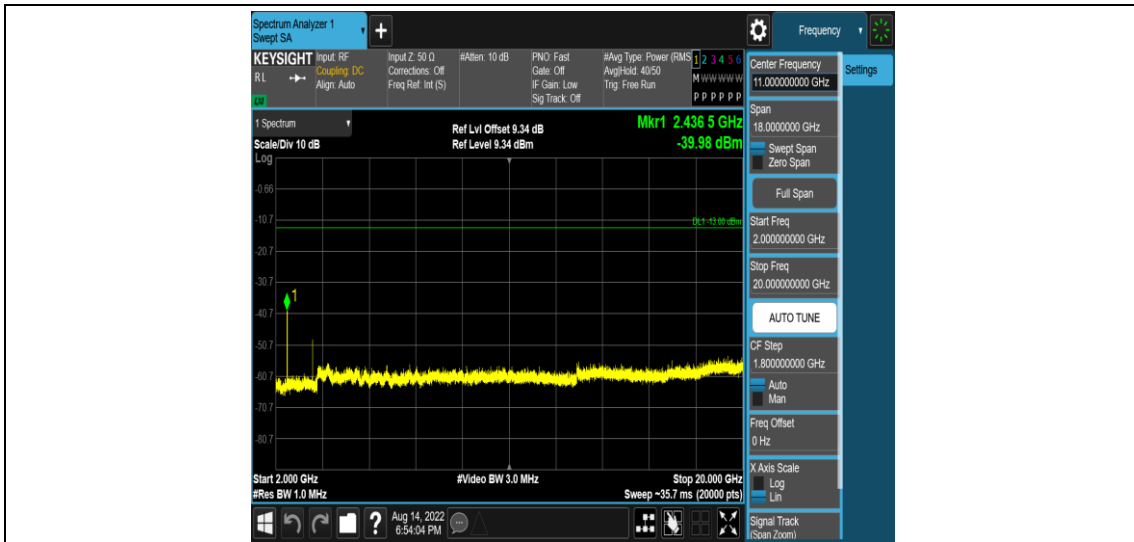 Spectrum Analyzer 1
Swept SA
+
Frequency
KEYSIGHT
RL
LXI
Input: RF
Coupling: DC
Align: Auto
Input Z: 50 Ω
Corrections: Off
Freq Ref: Int (S)
#Atten: 10 dB
PNO: Fast
Gate: Off
IF Gain: Low
Sig Track: Off
#Avg Type: Power (RMS
Avg|Hold: 40/50
Trig: Free Run
1 2 3 4 5 6
M W W W W W
P P P P P P
1 Spectrum
Scale/Div 10 dB
Ref Lvl Offset 9.34 dB
Ref Level 9.34 dBm
Mkr1 2.436 5 GHz
-39.98 dBm
Log
-0.66
-10.7
DL1 -13.00 dBm
-20.7
-30.7
1
-40.7
-50.7
-60.7
-70.7
-80.7
Start 2.000 GHz
#Video BW 3.0 MHz
Stop 20.000 GHz
#Res BW 1.0 MHz
Sweep ~35.7 ms (20000 pts)
Center Frequency
11.000000000 GHz
Settings
Span
18.0000000 GHz
Swept Span
Zero Span
Full Span
Start Freq
2.000000000 GHz
Stop Freq
20.000000000 GHz
AUTO TUNE
CF Step
1.800000000 GHz
Auto
Man
Freq Offset
0 Hz
X Axis Scale
Log
Lin
Signal Track
(Span Zoom)
?
Aug 14, 2022
6:54:04 PM